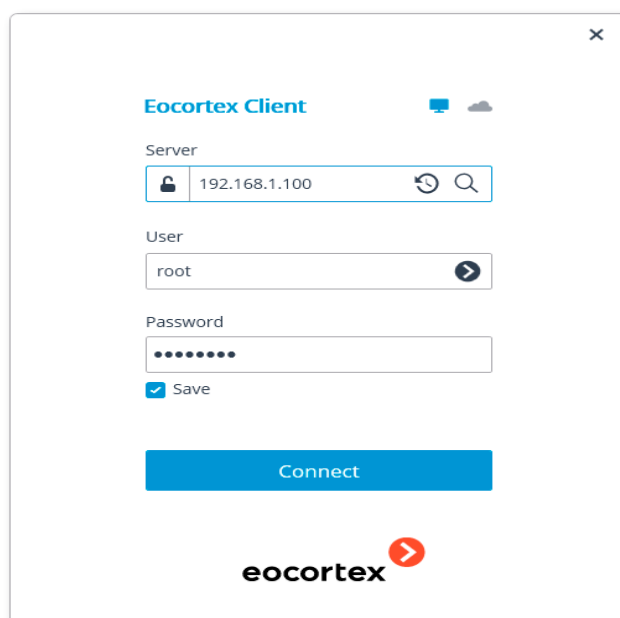 Eocortex Client
Server
192.168.1.100
User
root
Password
••••••••
Save
Connect
eocortex